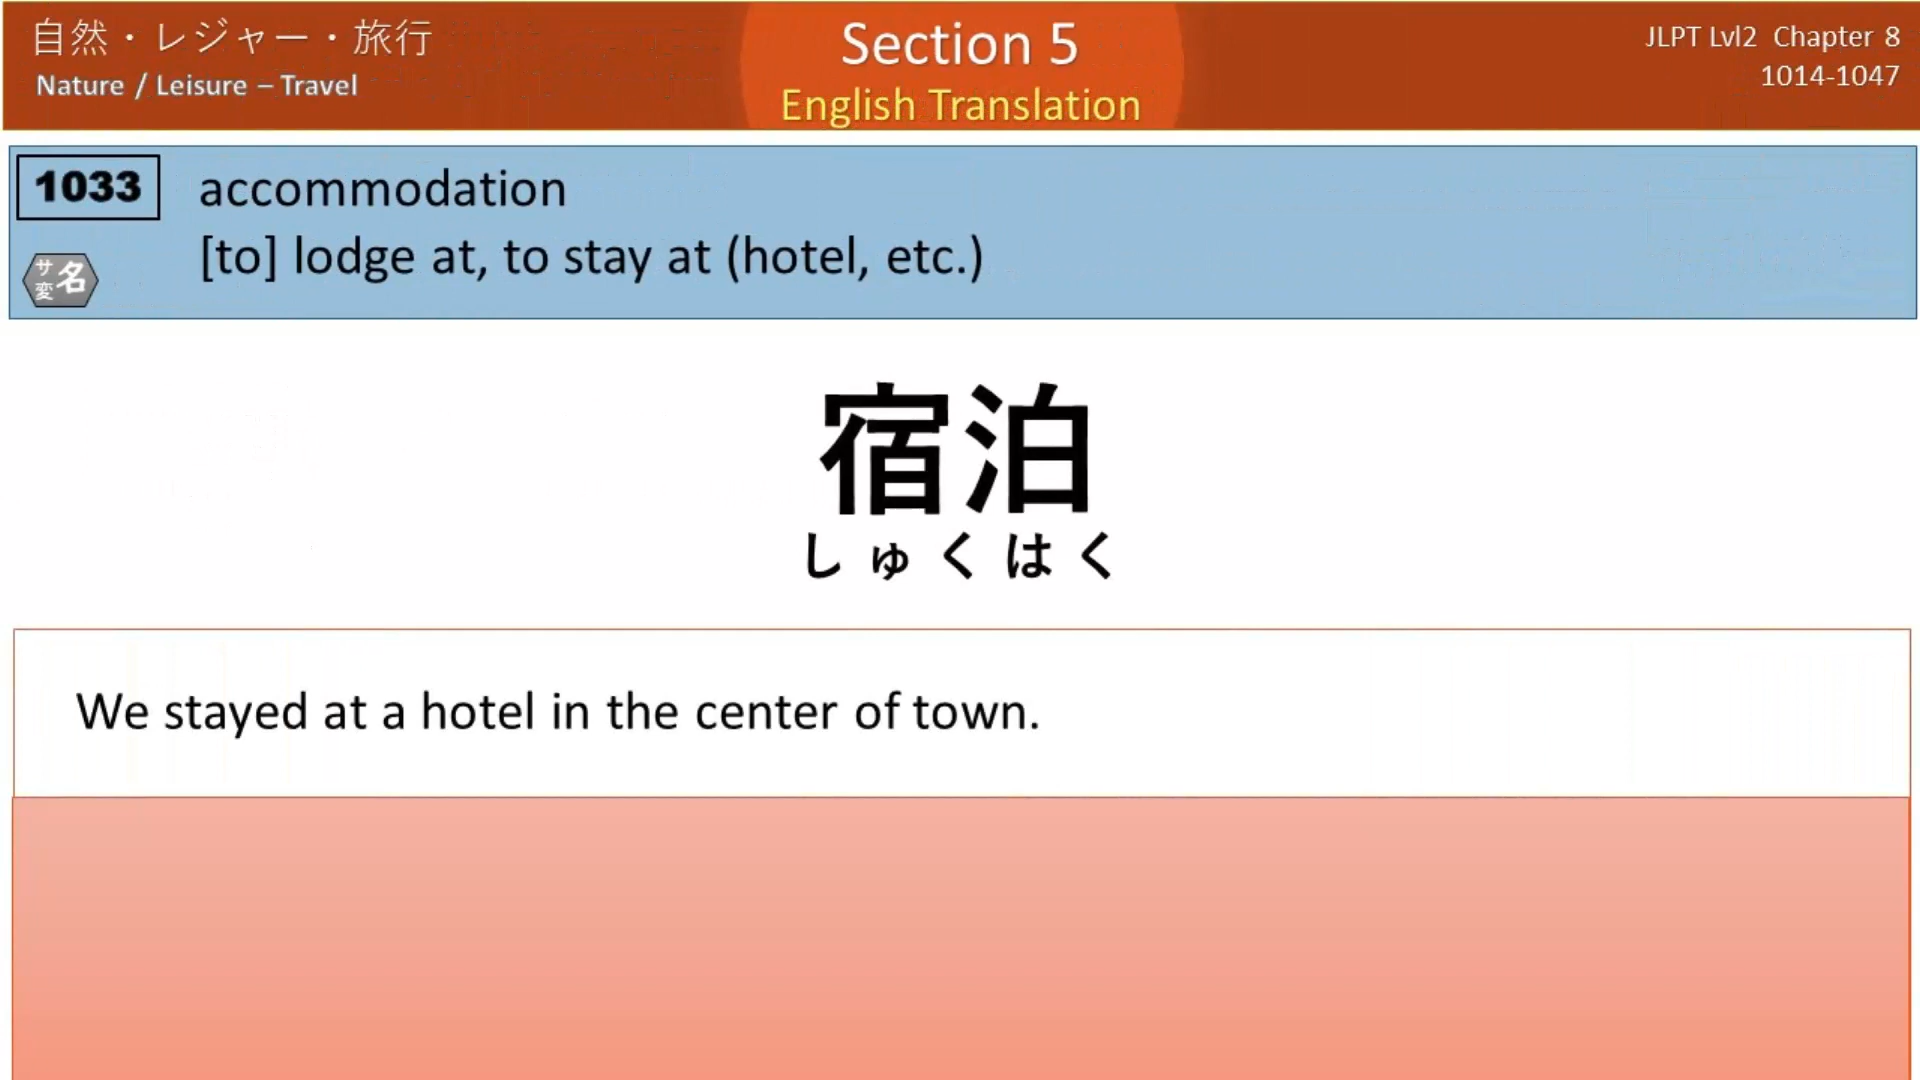 自然・レジャー・旅行
Nature / Leisure – Travel
Section 5
English Translation
JLPT Lvl2 Chapter 8
1014-1047
1033
accommodation
サ変 名
[to] lodge at, to stay at (hotel, etc.)
宿泊
しゅくはく
We stayed at a hotel in the center of town.